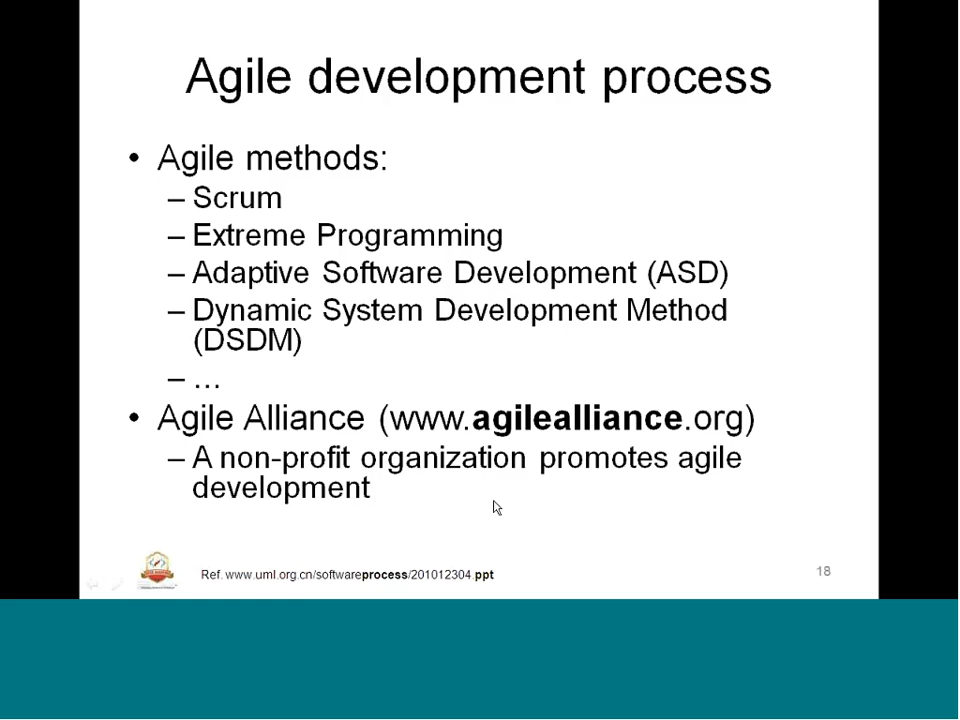 Agile development process
• Agile methods:
– Scrum
– Extreme Programming
– Adaptive Software Development (ASD)
– Dynamic System Development Method
(DSDM)
– ...
• Agile Alliance (www.agilealliance.org)
– A non-profit organization promotes agile
development
Ref. www.uml.org.cn/softwareprocess/201012304.ppt
18